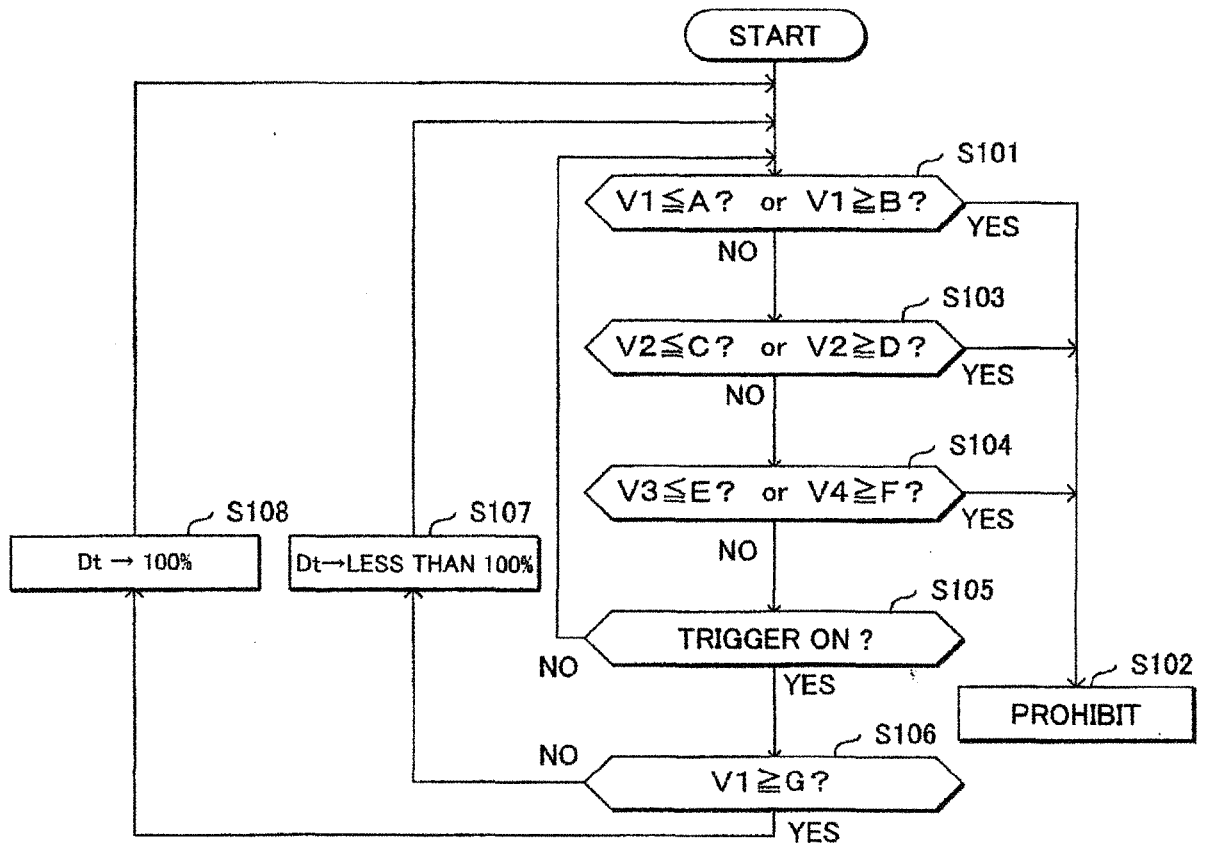 START
S101
V1≦A? or V1≧B?
YES
NO
S103
V2≦C? or V2≧D?
YES
NO
S104
V3≦E? or V4≧F?
YES
NO
S108
Dt → 100%
S107
Dt→LESS THAN 100%
S105
TRIGGER ON ?
NO
YES
S102
PROHIBIT
S106
NO
V1≧G?
YES